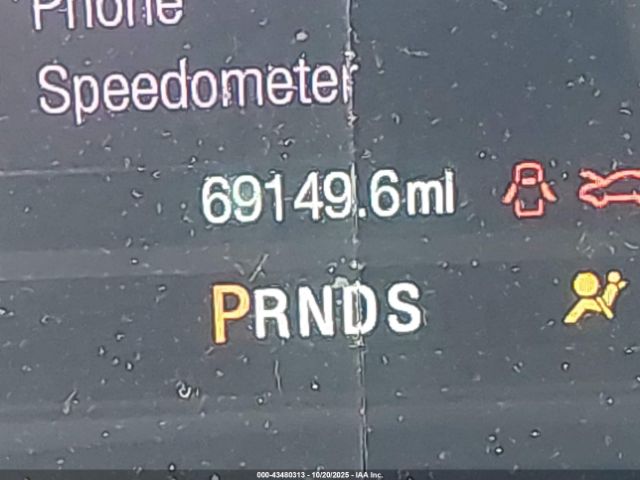 Phone
Speedometer
69149.6mi
PRNDS
000-43480313 - 10/20/2025 - IAA Inc.